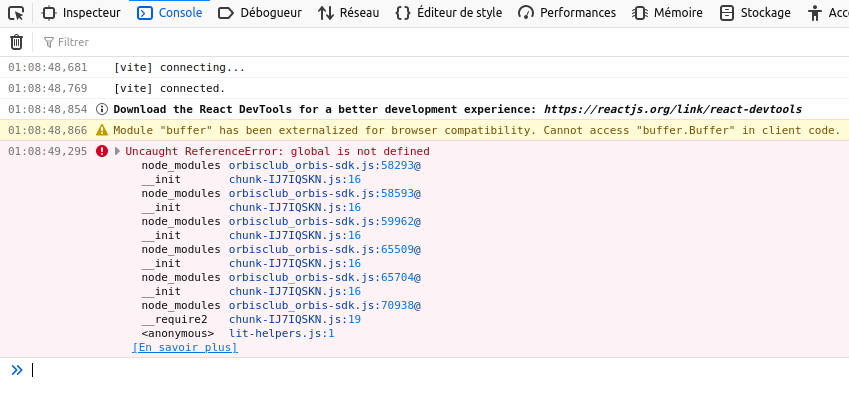 Inspecteur Console Débogueur Réseau Éditeur de style Performances Mémoire Stockage Acc
Filtrer
01:08:48,681 [vite] connecting...
01:08:48,769 [vite] connected.
01:08:48,854 Download the React DevTools for a better development experience: https://reactjs.org/link/react-devtools
01:08:48,866 Module "buffer" has been externalized for browser compatibility. Cannot access "buffer.Buffer" in client code.
01:08:49,295 Uncaught ReferenceError: global is not defined
node_modules orbisclub_orbis-sdk.js:58293@
__init chunk-IJ7IQSKN.js:16
node_modules orbisclub_orbis-sdk.js:58593@
__init chunk-IJ7IQSKN.js:16
node_modules orbisclub_orbis-sdk.js:59962@
__init chunk-IJ7IQSKN.js:16
node_modules orbisclub_orbis-sdk.js:65509@
__init chunk-IJ7IQSKN.js:16
node_modules orbisclub_orbis-sdk.js:65704@
__init chunk-IJ7IQSKN.js:16
node_modules orbisclub_orbis-sdk.js:70938@
__require2 chunk-IJ7IQSKN.js:19
<anonymous> lit-helpers.js:1
[En savoir plus]